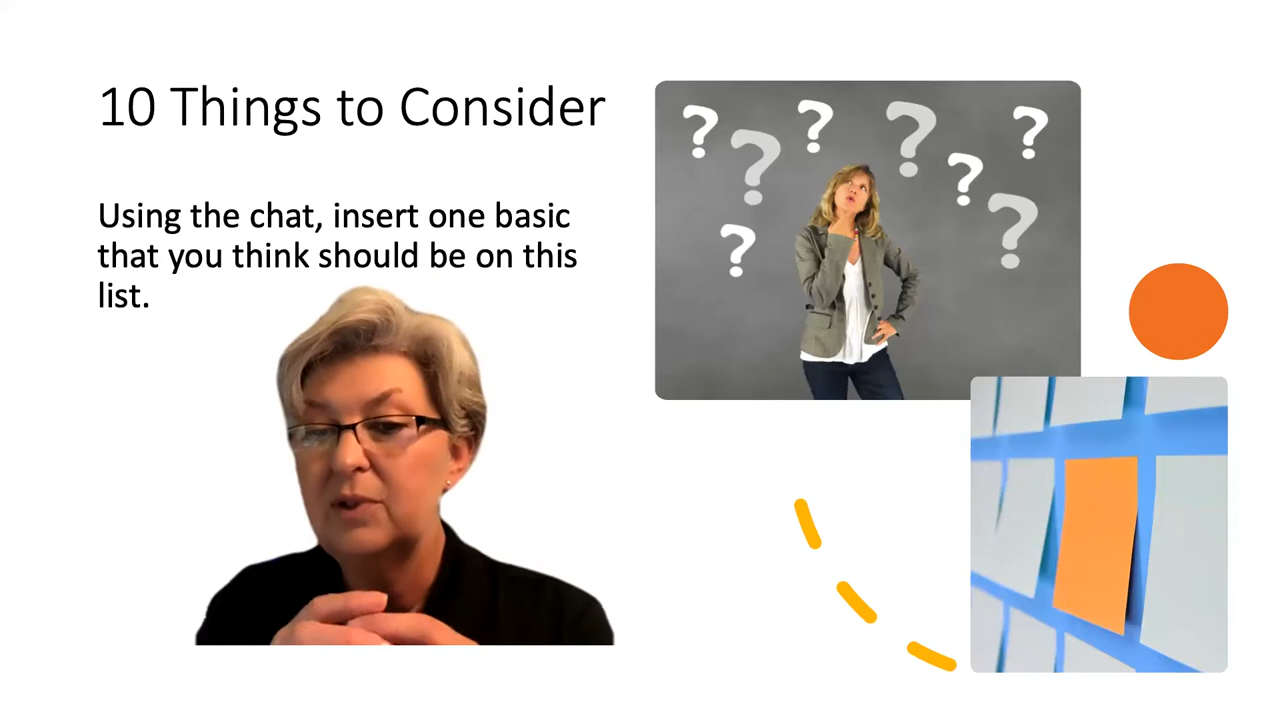 10 Things to Consider
Using the chat, insert one basic
that you think should be on this
list.
? ? ? ? ? ? ? ?